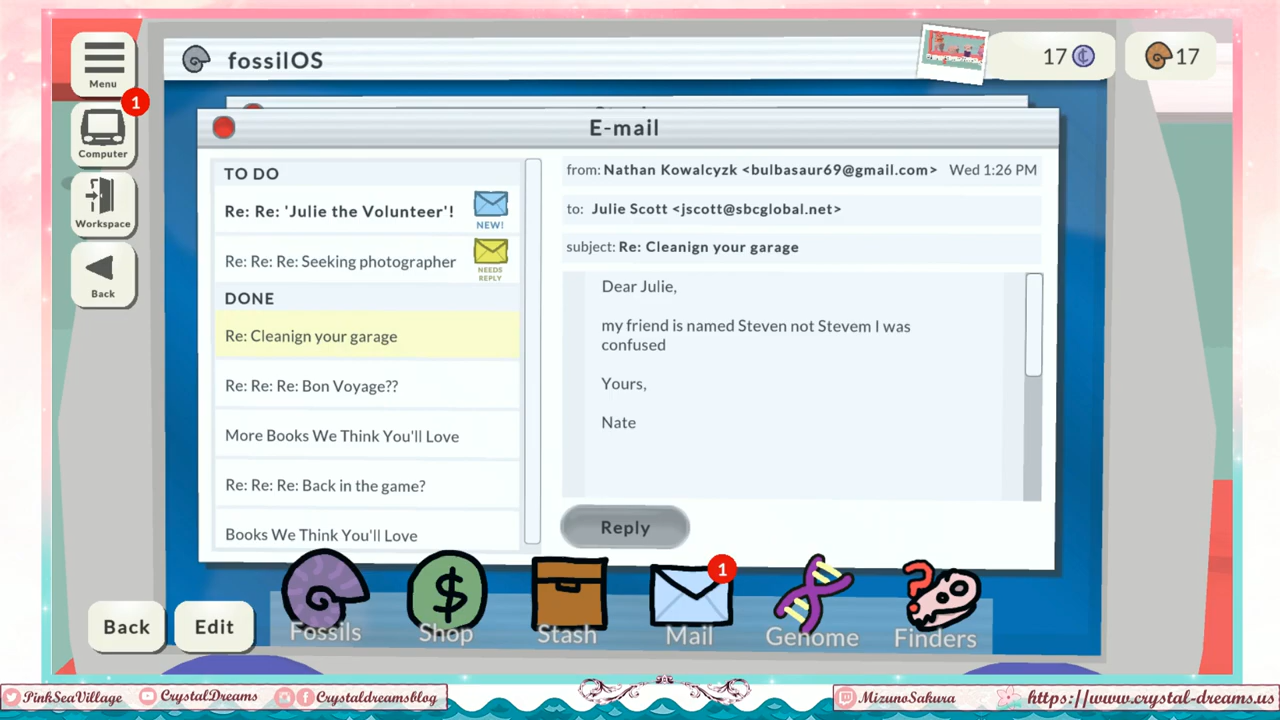 Menu
1
Computer
Workspace
Back
fossilOS
17
17
E-mail
TO DO
Re: Re: 'Julie the Volunteer'!
NEW!
Re: Re: Re: Seeking photographer
NEEDS
REPLY
DONE
Re: Cleanign your garage
Re: Re: Re: Bon Voyage??
More Books We Think You'll Love
Re: Re: Re: Back in the game?
Books We Think You'll Love
from: Nathan Kowalcyzk <bulbasaur69@gmail.com> Wed 1:26 PM
to: Julie Scott <jscott@sbcglobal.net>
subject: Re: Cleanign your garage
Dear Julie,
my friend is named Steven not Stevem I was
confused
Yours,
Nate
Reply
Back
Edit
Fossils
Shop
Stash
1
Mail
Genome
Finders
PinkSeaVillage
CrystalDreams
Crystaldreamsblog
MizunoSakura
https://www.crystal-dreams.us